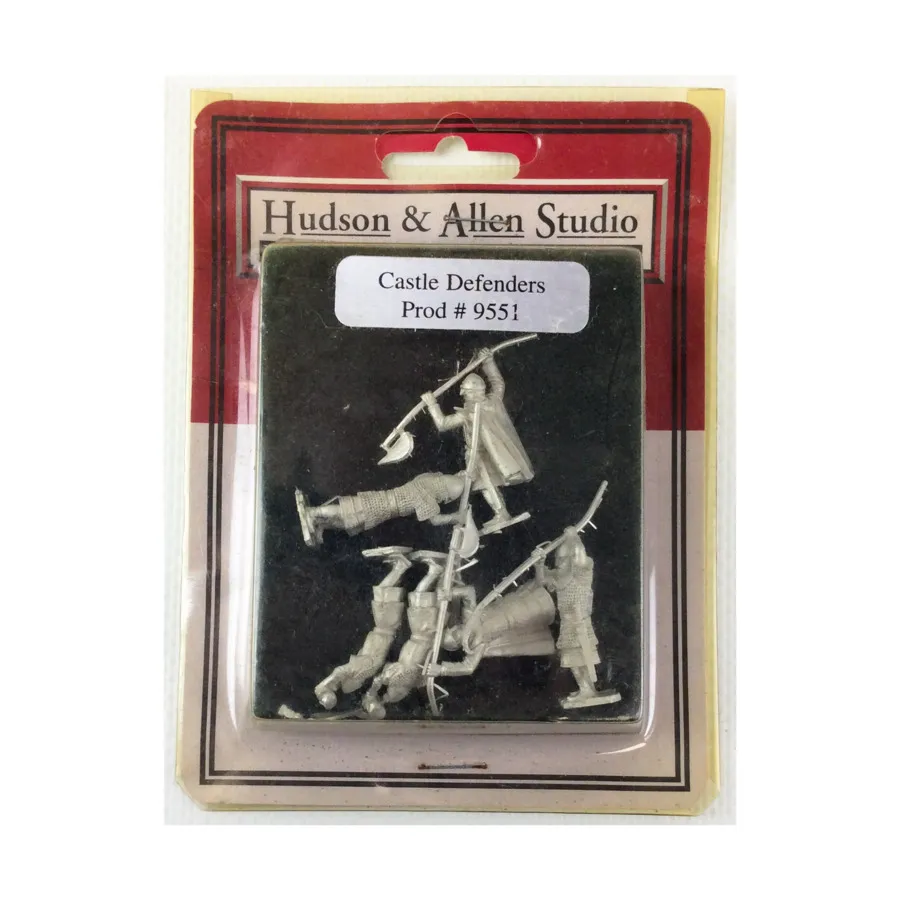 Hudson & Allen Studio
Castle Defenders
Prod # 9551